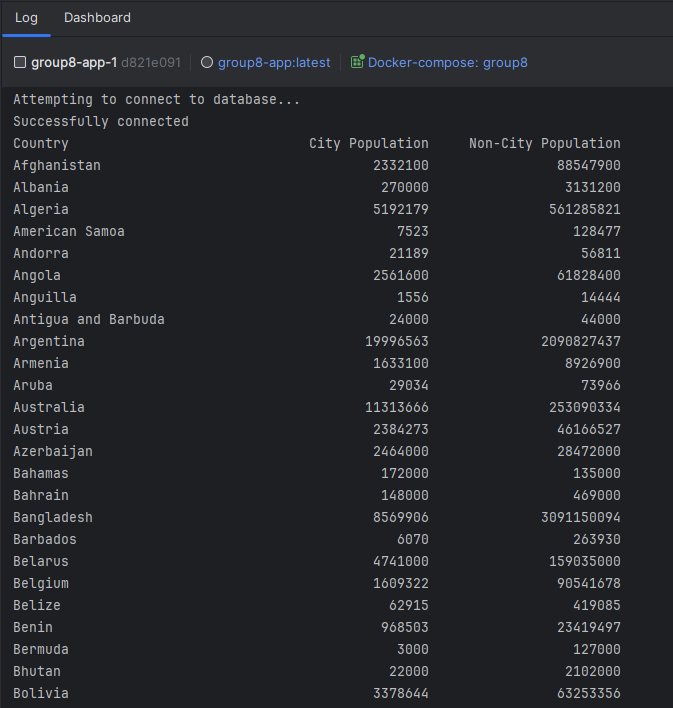 Log Dashboard
group8-app-1 d821e091 group8-app:latest Docker-compose: group8
Attempting to connect to database...
Successfully connected
Country City Population Non-City Population
Afghanistan 2332100 88547900
Albania 270000 3131200
Algeria 5192179 561285821
American Samoa 7523 128477
Andorra 21189 56811
Angola 2561600 61828400
Anguilla 1556 14444
Antigua and Barbuda 24000 44000
Argentina 19996563 2090827437
Armenia 1633100 8926900
Aruba 29034 73966
Australia 11313666 253090334
Austria 2384273 46166527
Azerbaijan 2464000 28472000
Bahamas 172000 135000
Bahrain 148000 469000
Bangladesh 8569906 3091150094
Barbados 6070 263930
Belarus 4741000 159035000
Belgium 1609322 90541678
Belize 62915 419085
Benin 968503 23419497
Bermuda 3000 127000
Bhutan 22000 2102000
Bolivia 3378644 63253356